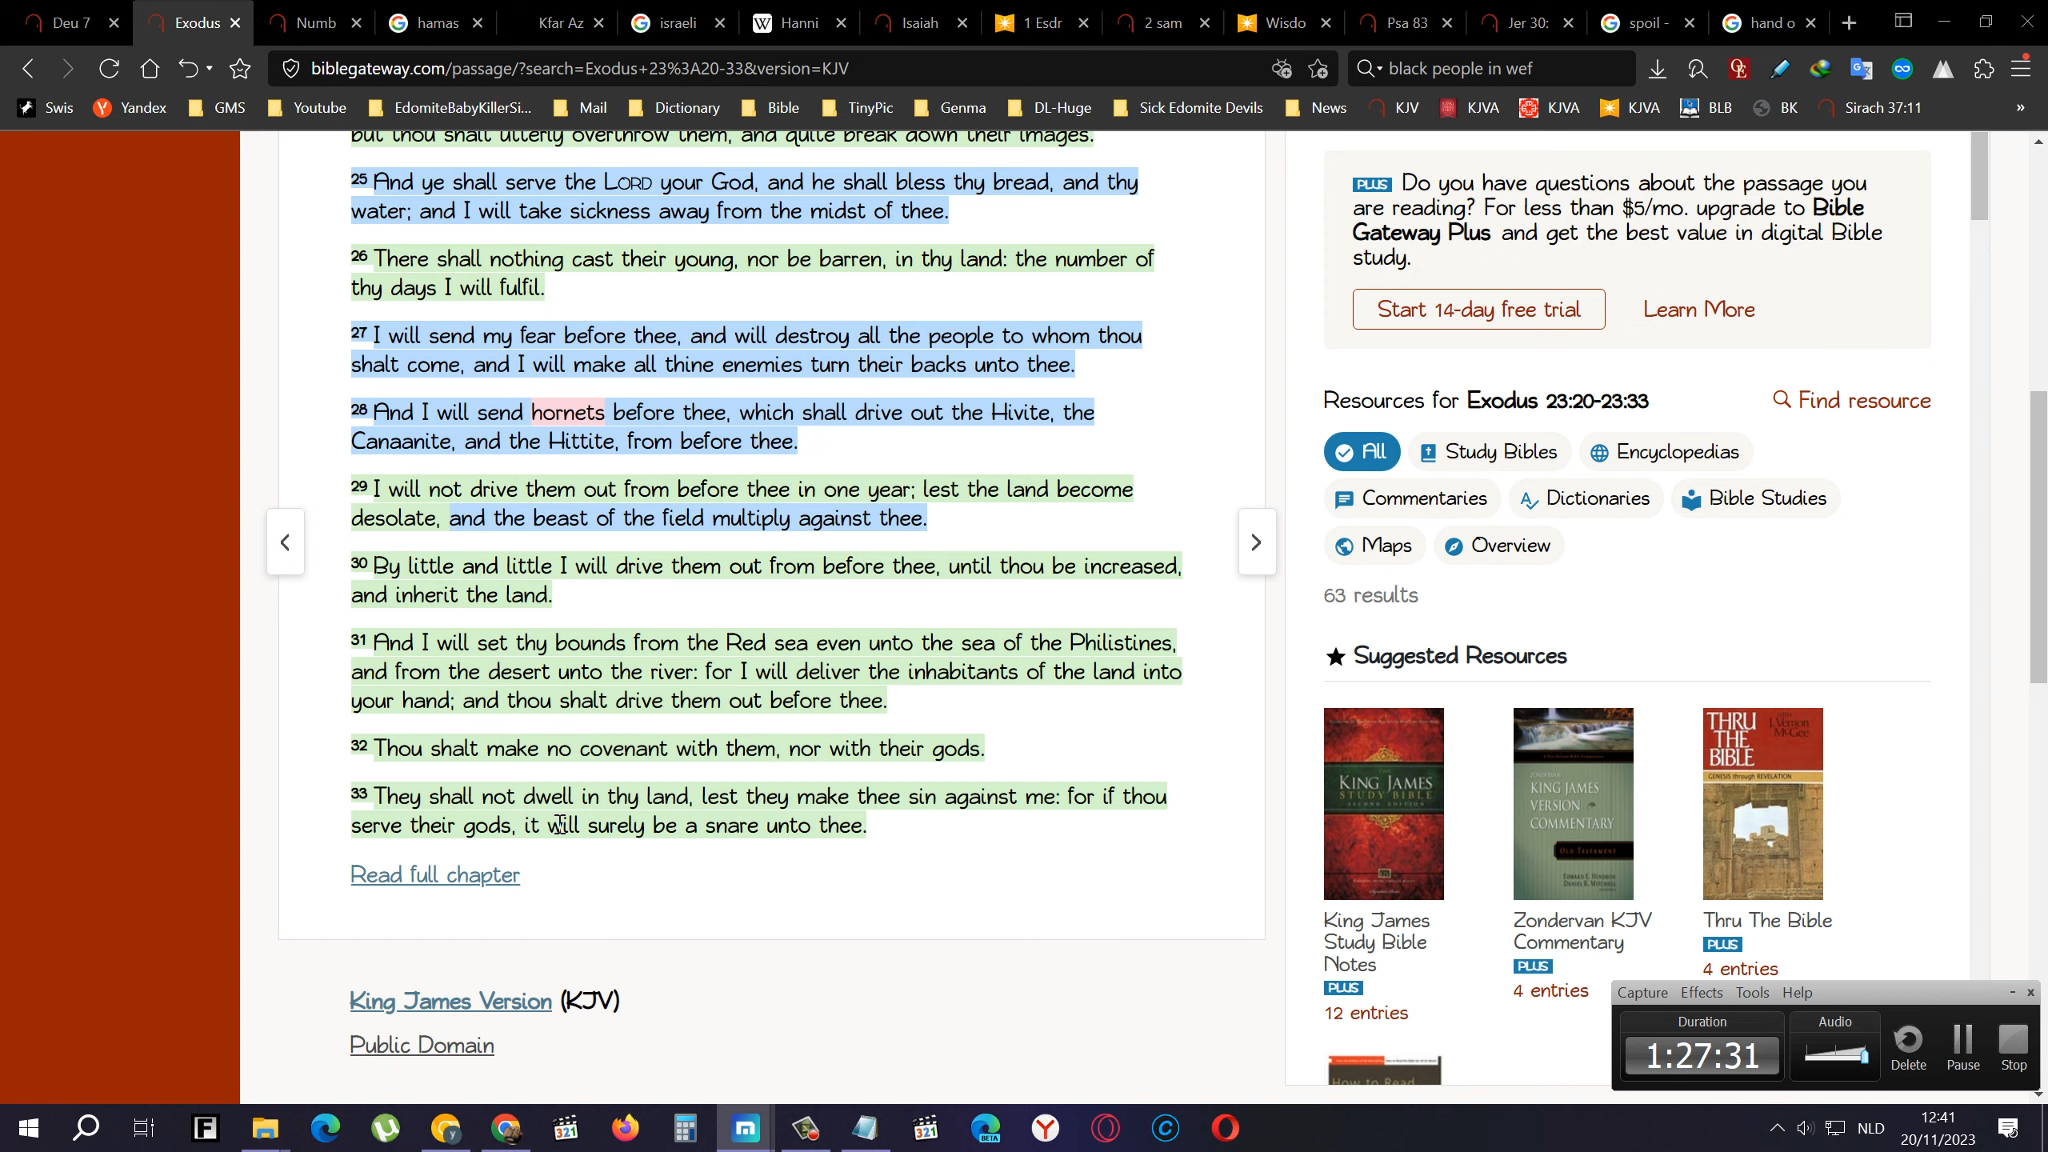 Deu 7
Exodus
Numb
hamas
Kfar Az
israeli
Hanni
Isaiah
1 Esdr
2 sam
Wisdo
Psa 83
Jer 30:
spoil -
hand o
biblegateway.com/passage/?search=Exodus+23%3A20-33&version=KJV
black people in wef
Swis
Yandex
GMS
Youtube
EdomiteBabyKillerSi...
Mail
Dictionary
Bible
TinyPic
Genma
DL-Huge
Sick Edomite Devils
News
KJV
KJVA
KJVA
KJVA
BLB
BK
Sirach 37:11
but thou shalt utterly overthrow them, and quite break down their images.
25 And ye shall serve the LORD your God, and he shall bless thy bread, and thy
water; and I will take sickness away from the midst of thee.
26 There shall nothing cast their young, nor be barren, in thy land: the number of
thy days I will fulfil.
27 I will send my fear before thee, and will destroy all the people to whom thou
shalt come, and I will make all thine enemies turn their backs unto thee.
28 And I will send hornets before thee, which shall drive out the Hivite, the
Canaanite, and the Hittite, from before thee.
29 I will not drive them out from before thee in one year; lest the land become
desolate, and the beast of the field multiply against thee.
30 By little and little I will drive them out from before thee, until thou be increased,
and inherit the land.
31 And I will set thy bounds from the Red sea even unto the sea of the Philistines,
and from the desert unto the river: for I will deliver the inhabitants of the land into
your hand; and thou shalt drive them out before thee.
32 Thou shalt make no covenant with them, nor with their gods.
33 They shall not dwell in thy land, lest they make thee sin against me: for if thou
serve their gods, it will surely be a snare unto thee.
Read full chapter
King James Version (KJV)
Public Domain
PLUS Do you have questions about the passage you
are reading? For less than $5/mo. upgrade to Bible
Gateway Plus and get the best value in digital Bible
study.
Start 14-day free trial
Learn More
Resources for Exodus 23:20-23:33
Find resource
All
Study Bibles
Encyclopedias
Commentaries
Dictionaries
Bible Studies
Maps
Overview
63 results
Suggested Resources
KING JAMES
STUDY BIBLE
SECOND EDITION
ZONDERVAN
KING JAMES
VERSION
COMMENTARY
OLD TESTAMENT
THRU
THE
BIBLE
J. Vernon
McGee
GENESIS through REVELATION
King James
Study Bible
Notes
PLUS
12 entries
Zondervan KJV
Commentary
PLUS
4 entries
Thru The Bible
PLUS
4 entries
How to Read
Capture
Effects
Tools
Help
Duration
1:27:31
Audio
Delete
Pause
Stop
321
321
BETA
NLD
12:41
20/11/2023